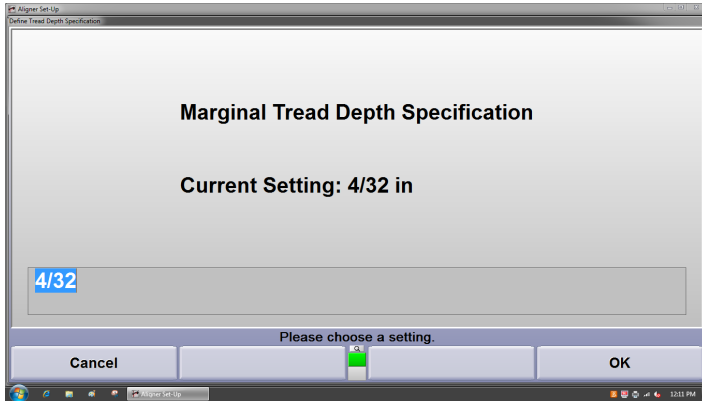 Aligner Set-Up
Define Tread Depth Specification
Marginal Tread Depth Specification
Current Setting: 4/32 in
4/32
Please choose a setting.
Cancel
OK
Aligner Set-Up
12:11 PM